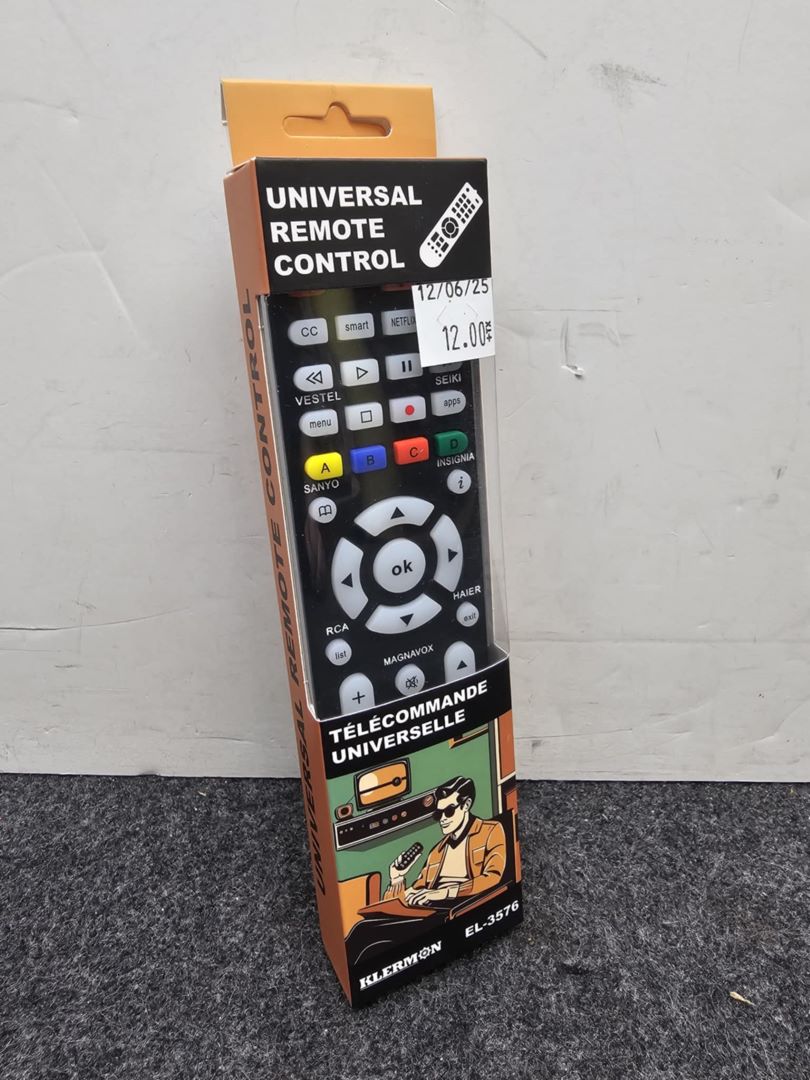 UNIVERSAL
REMOTE
CONTROL
12/06/25
12.00
CC
smart
VESTEL
SEIKI
menu
apps
A
B
C
D
SANYO
INSIGNIA
i
ok
RCA
HAIER
list
exit
MAGNAVOX
+
TÉLÉCOMMANDE
UNIVERSELLE
KLERMON
EL-3576
UNIVERSAL REMOTE CONTROL